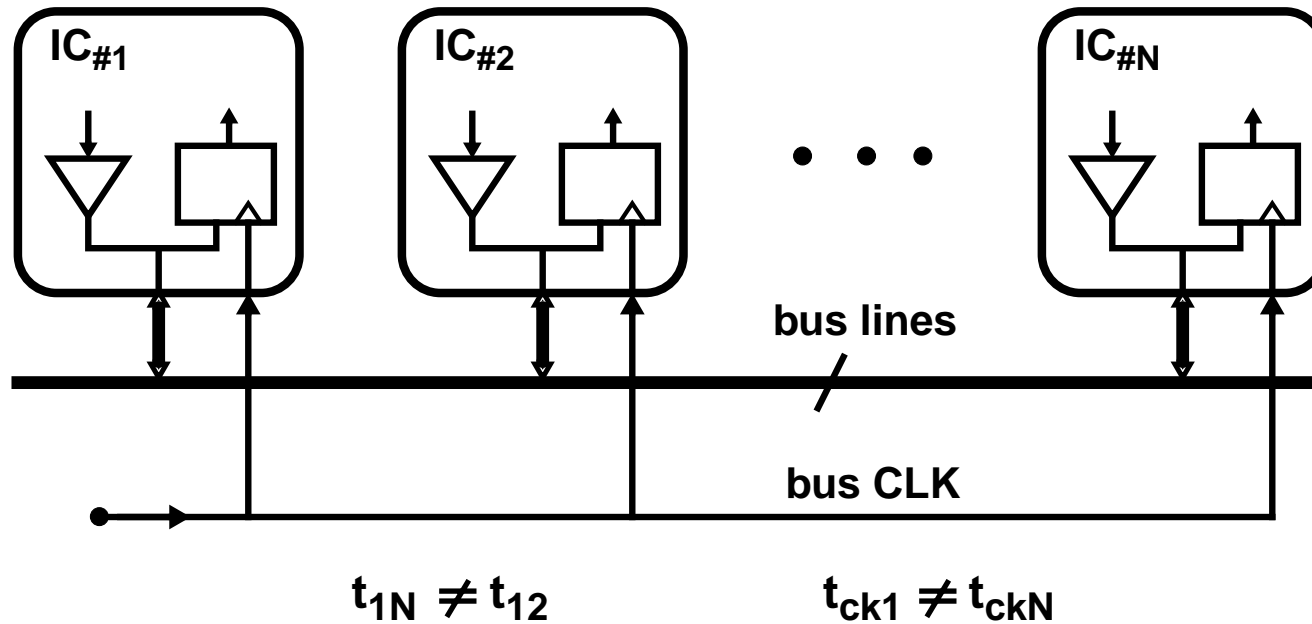 IC#1
IC#2
IC#N
bus lines
bus CLK
t1N ≠ t12
tck1 ≠ tckN